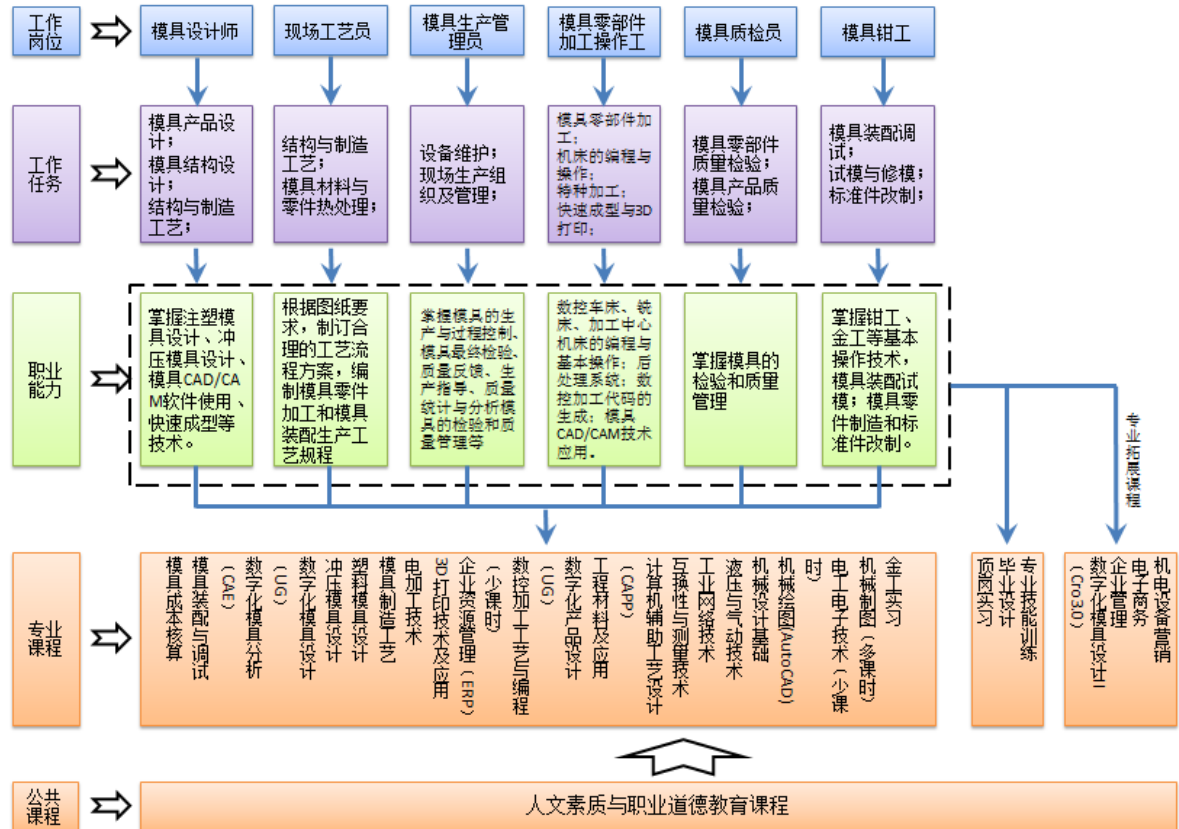 工作
岗位
模具设计师
现场工艺员
模具生产管
理员
模具零部件
加工操作工
模具质检员
模具钳工
工作
任务
模具产品设
计；
模具结构设
计；
结构与制造
工艺；
结构与制造
工艺；
模具材料与
零件热处理；
设备维护；
现场生产组
织及管理；
模具零部件加
工；
机床的编程与
操作；
特种加工；
快速成型与3D
打印；
模具零部件
质量检验；
模具产品质
量检验；
模具装配调
试；
试模与修模；
标准件改制；
职业
能力
掌握注塑模
具设计、冲
压模具设计、
模具CAD/CA
M软件使用、
快速成型等
技术。
根据图纸要
求，制订合
理的工艺流
程方案，编
制模具零件
加工和模具
装配生产工
艺规程
掌握模具的生
产与过程控制、
模具最终检验、
质量反馈、生
产指导、质量
统计与分析模
具的检验和质
量管理等
数控车床、铣
床、加工中心
机床的编程与
基本操作；后
处理系统；数
控加工代码的
生成；模具
CAD/CAM技术
应用。
掌握模具的
检验和质量
管理
掌握钳工、
金工等基本
操作技术，
模具装配试
模；模具零
件制造和标
准件改制。
专业拓展课程
专业
课程
金工实习
机械制图（多课时）
电工电子技术（少课
时）
机械绘图(AutoCAD)
机械设计基础
液压与气动技术
工业网络技术
互换性与测量技术
计算机辅助工艺设计
（CAPP）
工程材料及应用
数字化产品设计
（UG）
数控加工工艺与编程
（少课时）
企业资源管理（ERP）
3D打印技术及应用
电加工技术
模具制造工艺
塑料模具设计
冲压模具设计
数字化模具设计
（UG）
数字化模具分析
（CAE）
模具装配与调试
模具成本核算
专业技能训练
毕业设计
顶岗实习
机电设备营销
电子商务
企业管理
数字化模具设计II
（Cro3.0）
公共
课程
人文素质与职业道德教育课程